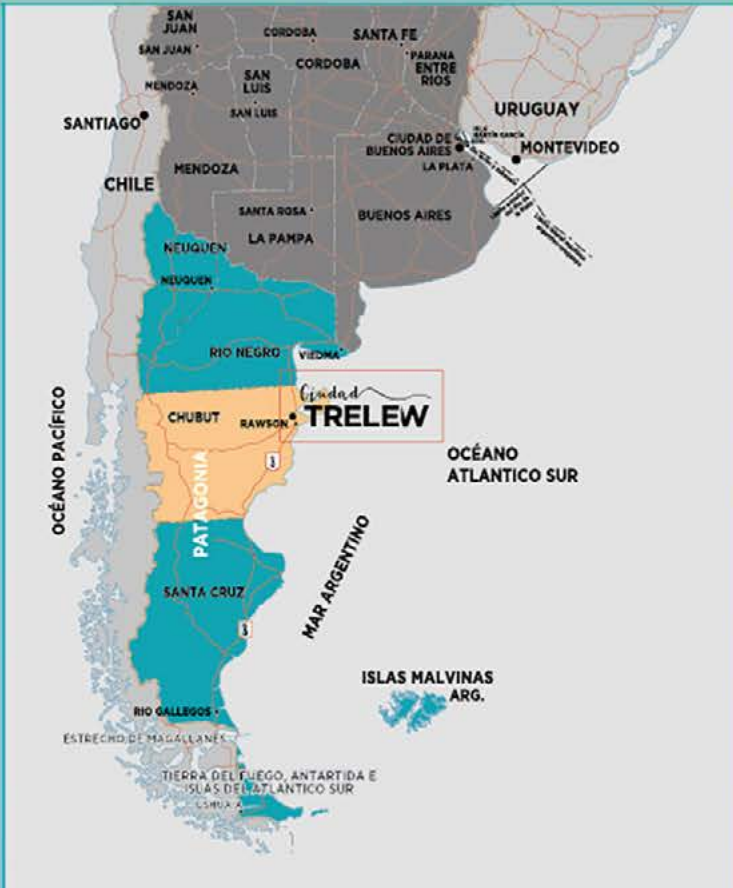 SAN
JUAN
SAN JUAN
CORDOBA
CORDOBA
SANTA FE
PARANA
ENTRE
RIOS
MENDOZA
SAN
LUIS
SAN LUIS
SANTIAGO
URUGUAY
CIUDAD DE
BUENOS AIRES
MONTEVIDEO
LA PLATA
CHILE
MENDOZA
SANTA ROSA
LA PAMPA
BUENOS AIRES
NEUQUEN
NEUQUEN
RIO NEGRO
VIEDMA
Ciudad
TRELEW
CHUBUT
RAWSON
3
OCÉANO PACÍFICO
PATAGONIA
OCÉANO
ATLANTICO SUR
MAR ARGENTINO
SANTA CRUZ
3
ISLAS MALVINAS
ARG.
RIO GALLEGOS
ESTRECHO DE MAGALLANES
TIERRA DEL FUEGO, ANTARTIDA E
ISLAS DEL ATLANTICO SUR
USHUAIA